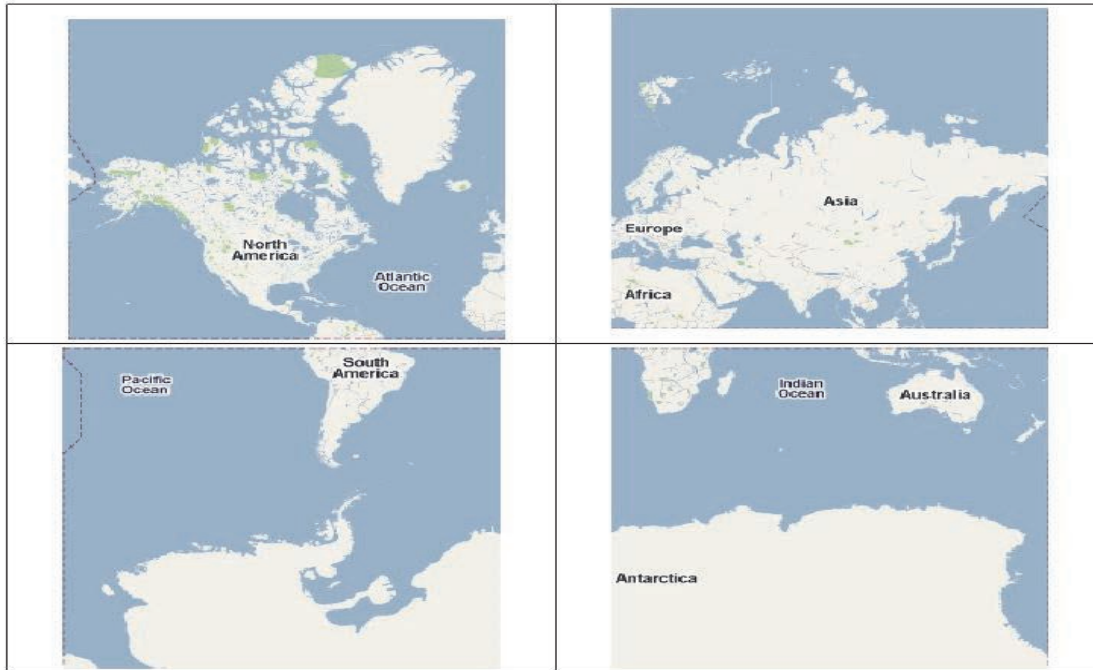 North
America
Atlantic
Ocean
Asia
Europe
Africa
South
America
Pacific
Ocean
Indian
Ocean
Australia
Antarctica